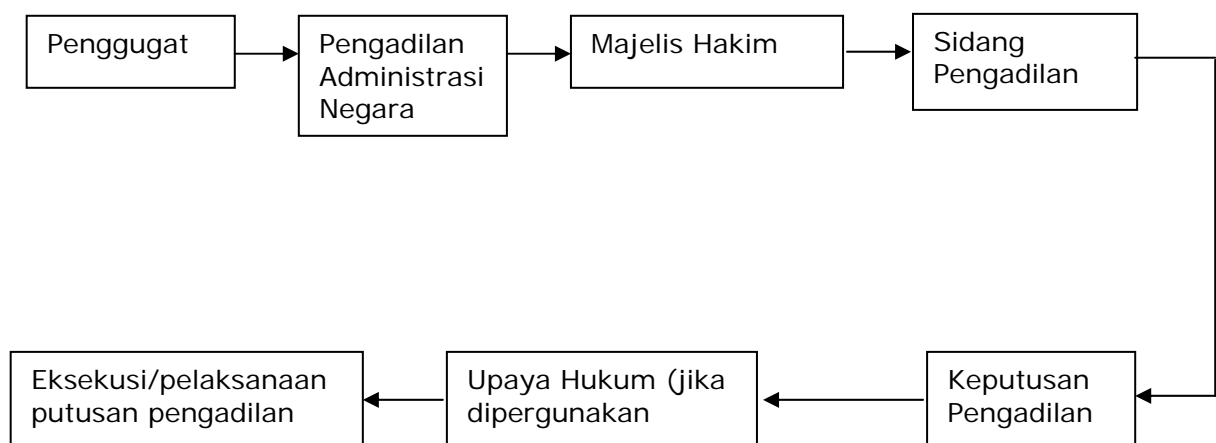 Penggugat
Pengadilan
Administrasi
Negara
Majelis Hakim
Sidang
Pengadilan
Keputusan
Pengadilan
Upaya Hukum (jika
dipergunakan
Eksekusi/pelaksanaan
putusan pengadilan